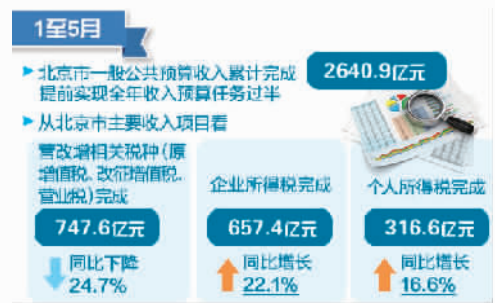 1至5月
北京市一般公共预算收入累计完成 2640.9亿元
提前实现全年收入预算任务过半
从北京市主要收入项目看
营改增相关税种(原
增值税、改征增值税、
营业税)完成
747.6亿元
同比下降
24.7%
企业所得税完成
657.4亿元
同比增长
22.1%
个人所得税完成
316.6亿元
同比增长
16.6%